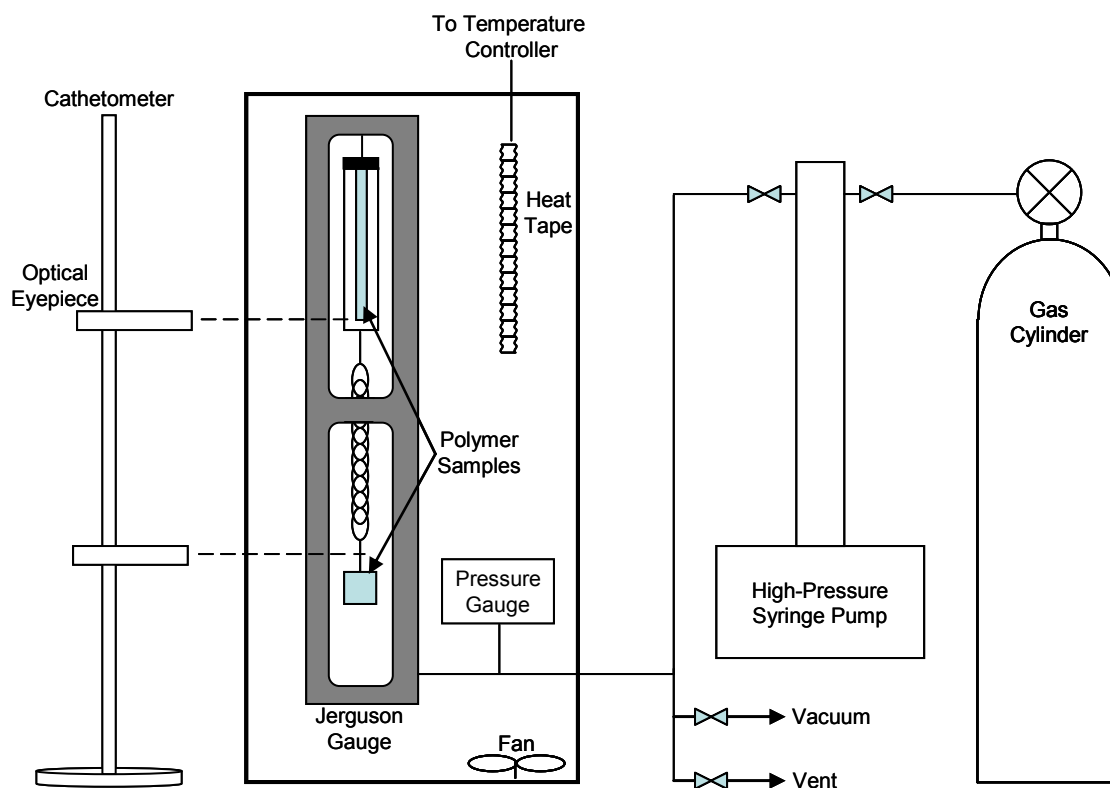 To Temperature
Controller
Cathetometer
Heat
Tape
Optical
Eyepiece
Gas
Cylinder
Polymer
Samples
Pressure
Gauge
High-Pressure
Syringe Pump
Jerguson
Gauge
Fan
Vacuum
Vent